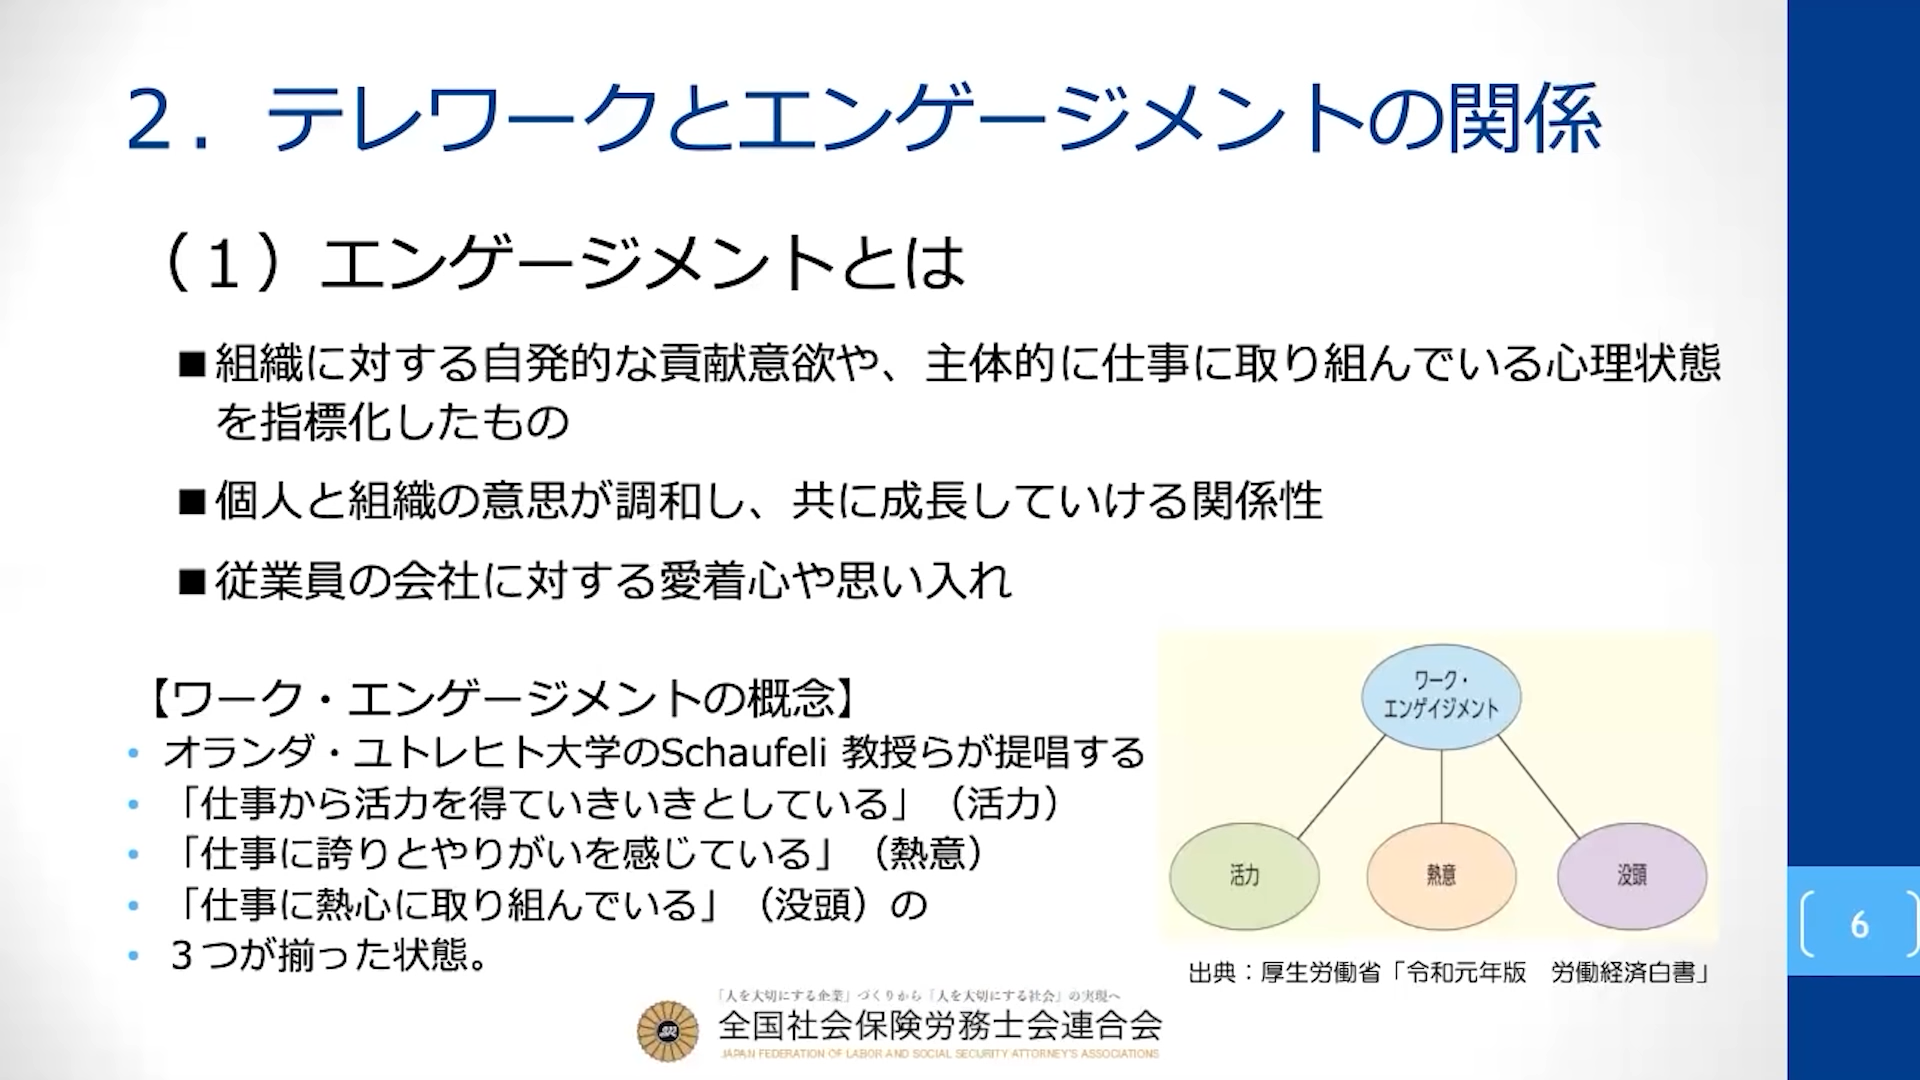 ２．テレワークとエンゲージメントの関係
（１）エンゲージメントとは
■組織に対する自発的な貢献意欲や、主体的に仕事に取り組んでいる心理状態
を指標化したもの
■個人と組織の意思が調和し、共に成長していける関係性
■従業員の会社に対する愛着心や思い入れ
【ワーク・エンゲージメントの概念】
• オランダ・ユトレヒト大学のSchaufeli 教授らが提唱する
• 「仕事から活力を得ていきいきとしている」（活力）
• 「仕事に誇りとやりがいを感じている」（熱意）
• 「仕事に熱心に取り組んでいる」（没頭）の
• ３つが揃った状態。
ワーク・
エンゲイジメント
活力
熱意
没頭
出典：厚生労働省「令和元年版　労働経済白書」
6
「人を大切にする企業」づくりから「人を大切にする社会」の実現へ
全国社会保険労務士会連合会
JAPAN FEDERATION OF LABOR AND SOCIAL SECURITY ATTORNEY'S ASSOCIATIONS